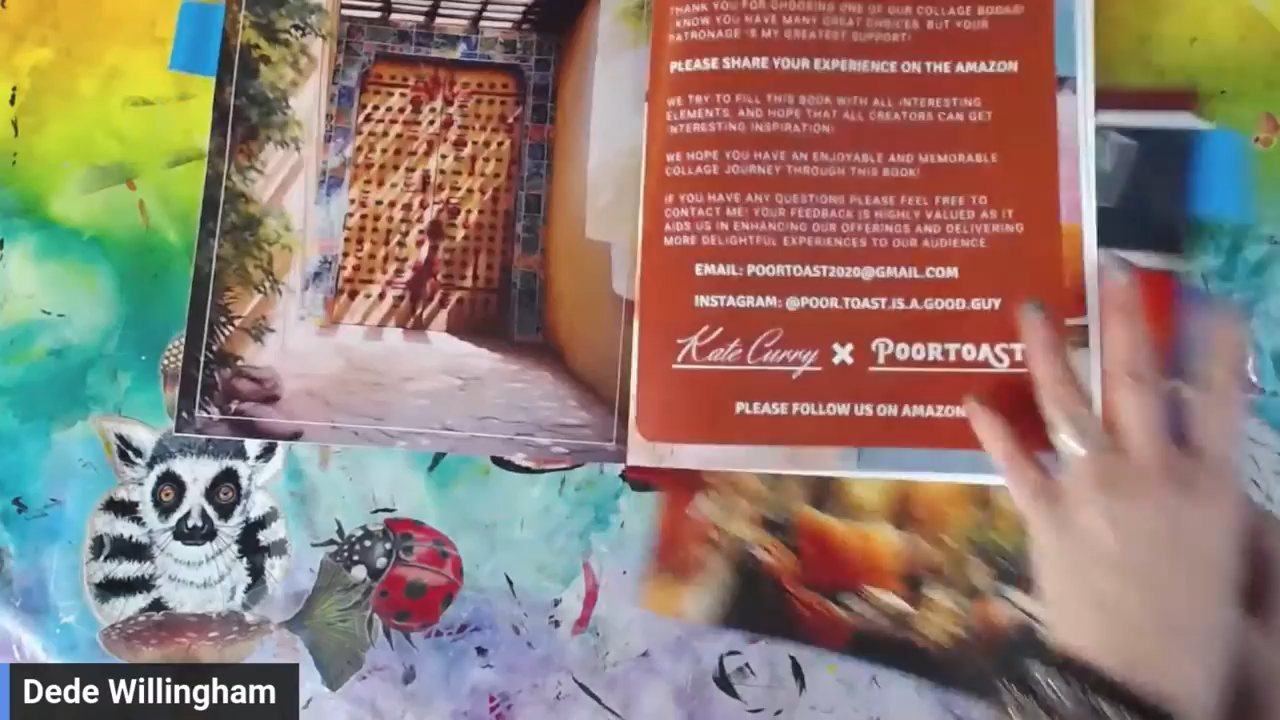 THANK YOU FOR CHOOSING ONE OF OUR COLLAGE BOOKS!
KNOW YOU HAVE MANY GREAT CHOICES, BUT YOUR
PATRONAGE IS MY GREATEST SUPPORT!
PLEASE SHARE YOUR EXPERIENCE ON THE AMAZON
WE TRY TO FILL THIS BOOK WITH ALL INTERESTING
ELEMENTS, AND HOPE THAT ALL CREATORS CAN GET
INTERESTING INSPIRATION!
WE HOPE YOU HAVE AN ENJOYABLE AND MEMORABLE
COLLAGE JOURNEY THROUGH THIS BOOK!
IF YOU HAVE ANY QUESTIONS PLEASE FEEL FREE TO
CONTACT ME! YOUR FEEDBACK IS HIGHLY VALUED AS IT
AIDS US IN ENHANCING OUR OFFERINGS AND DELIVERING
MORE DELIGHTFUL EXPERIENCES TO OUR AUDIENCE.
EMAIL: POORTOAST2020@GMAIL.COM
INSTAGRAM: @POOR.TOAST.IS.A.GOOD.GUY
Kate Curry X POORTOAST
PLEASE FOLLOW US ON AMAZON
Dede Willingham